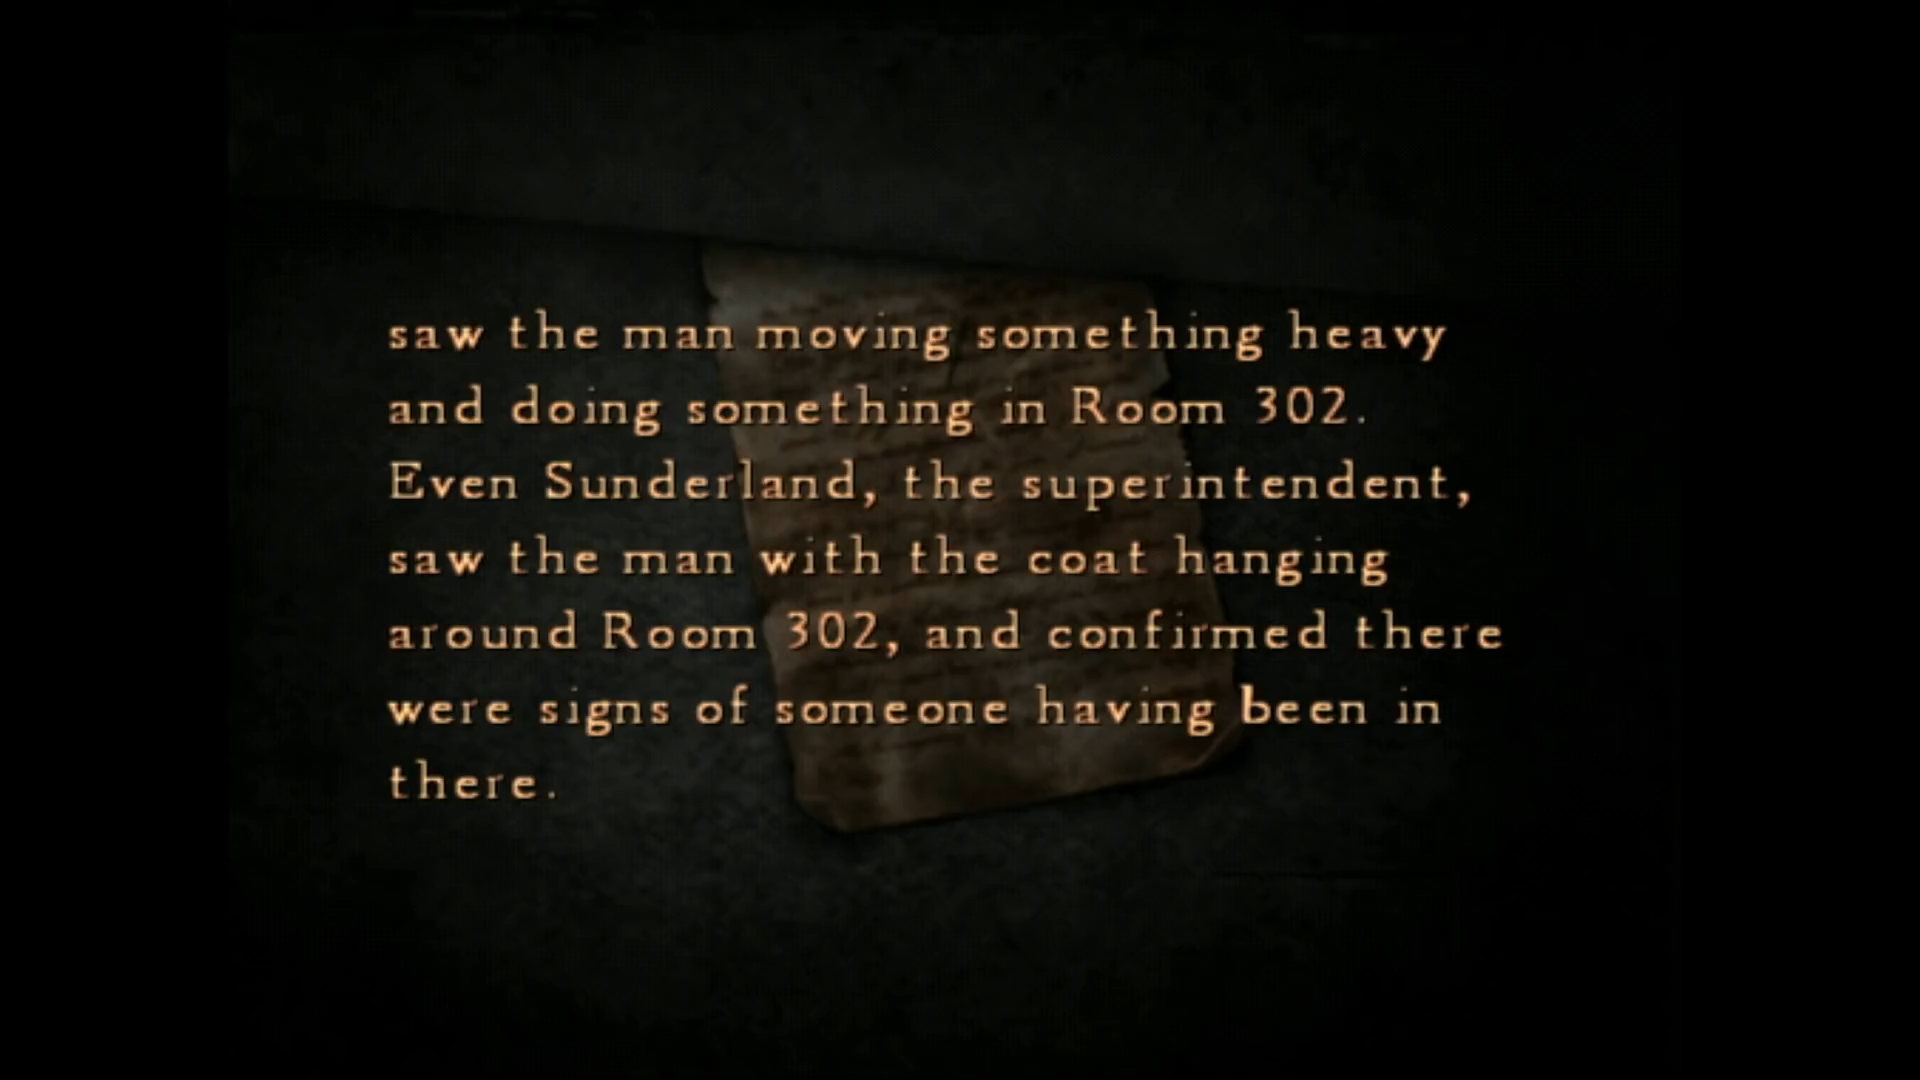 saw the man moving something heavy
and doing something in Room 302.
Even Sunderland, the superintendent,
saw the man with the coat hanging
around Room 302, and confirmed there
were signs of someone having been in
there.